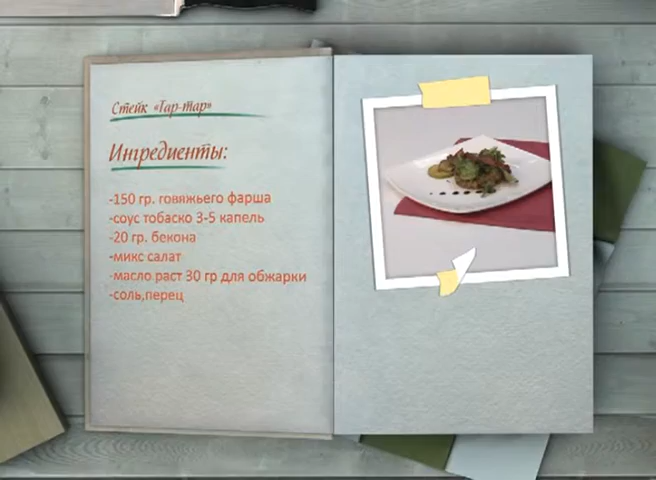 Стейк «Тар-тар»
Ингредиенты:
-150 гр. говяжьего фарша
-соус тобаско 3-5 капель
-20 гр. бекона
-микс салат
-масло раст 30 гр для обжарки
-соль,перец